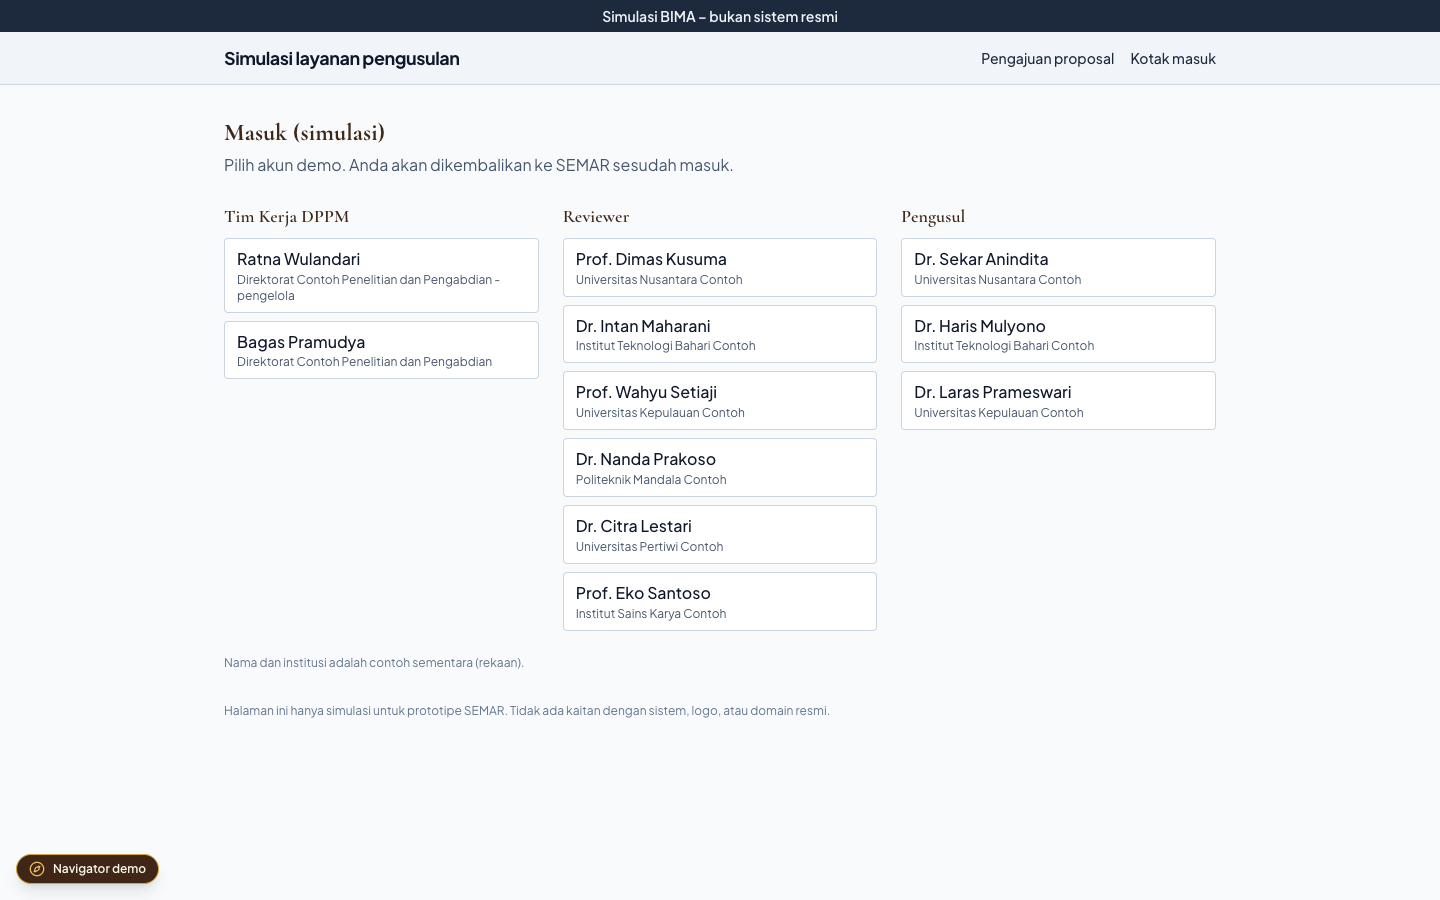 Simulasi BIMA – bukan sistem resmi
Simulasi layanan pengusulan
Pengajuan proposal
Kotak masuk
Masuk (simulasi)
Pilih akun demo. Anda akan dikembalikan ke SEMAR sesudah masuk.
Tim Kerja DPPM
Ratna Wulandari
Direktorat Contoh Penelitian dan Pengabdian -
pengelola
Bagas Pramudya
Direktorat Contoh Penelitian dan Pengabdian
Reviewer
Prof. Dimas Kusuma
Universitas Nusantara Contoh
Dr. Intan Maharani
Institut Teknologi Bahari Contoh
Prof. Wahyu Setiaji
Universitas Kepulauan Contoh
Dr. Nanda Prakoso
Politeknik Mandala Contoh
Dr. Citra Lestari
Universitas Pertiwi Contoh
Prof. Eko Santoso
Institut Sains Karya Contoh
Pengusul
Dr. Sekar Anindita
Universitas Nusantara Contoh
Dr. Haris Mulyono
Institut Teknologi Bahari Contoh
Dr. Laras Prameswari
Universitas Kepulauan Contoh
Nama dan institusi adalah contoh sementara (rekaan).
Halaman ini hanya simulasi untuk prototipe SEMAR. Tidak ada kaitan dengan sistem, logo, atau domain resmi.
Navigator demo